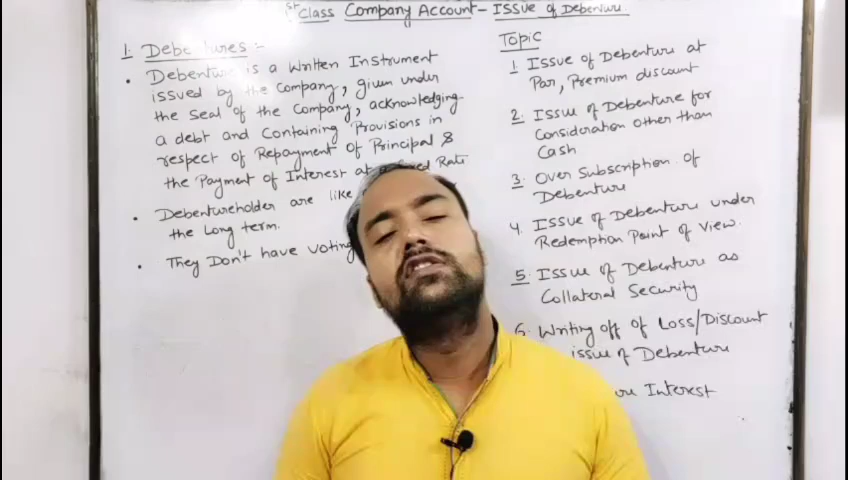 1st Class Company Account - Issue of Debenture
1. Debentures :-
• Debenture is a Written Instrument
issued by the Company, given under
the seal of the Company, acknowledging
a debt and Containing Provisions in
respect of Repayment of Principal &
the Payment of Interest at a Rate
• Debentureholder are like
the Long term.
• They Don't have voting
Topic
1 Issue of Debenture at
Par, Premium discount
2. Issue of Debenture for
Consideration other than
Cash
3. Over Subscription of
Debenture
4. Issue of Debenture under
Redemption Point of View.
5. Issue of Debenture as
Collateral Security
6. Writing off of Loss/Discount
issue of Debenture
Interest